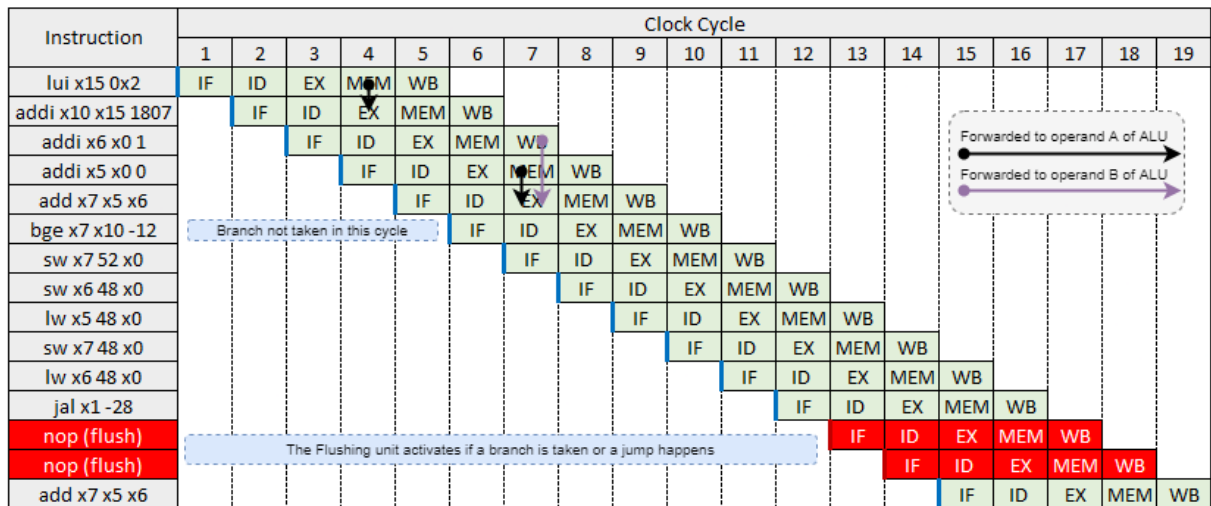 Instruction Clock Cycle
1 2 3 4 5 6 7 8 9 10 11 12 13 14 15 16 17 18 19
lui x15 0x2 IF ID EX MEM WB
addi x10 x15 1807 IF ID EX MEM WB
addi x6 x0 1 IF ID EX MEM WB
Forwarded to operand A of ALU
addi x5 x0 0 IF ID EX MEM WB
Forwarded to operand B of ALU
add x7 x5 x6 IF ID EX MEM WB
bge x7 x10 -12 Branch not taken in this cycle IF ID EX MEM WB
sw x7 52 x0 IF ID EX MEM WB
sw x6 48 x0 IF ID EX MEM WB
lw x5 48 x0 IF ID EX MEM WB
sw x7 48 x0 IF ID EX MEM WB
lw x6 48 x0 IF ID EX MEM WB
jal x1 -28 IF ID EX MEM WB
nop (flush) IF ID EX MEM WB
The Flushing unit activates if a branch is taken or a jump happens
nop (flush) IF ID EX MEM WB
add x7 x5 x6 IF ID EX MEM WB